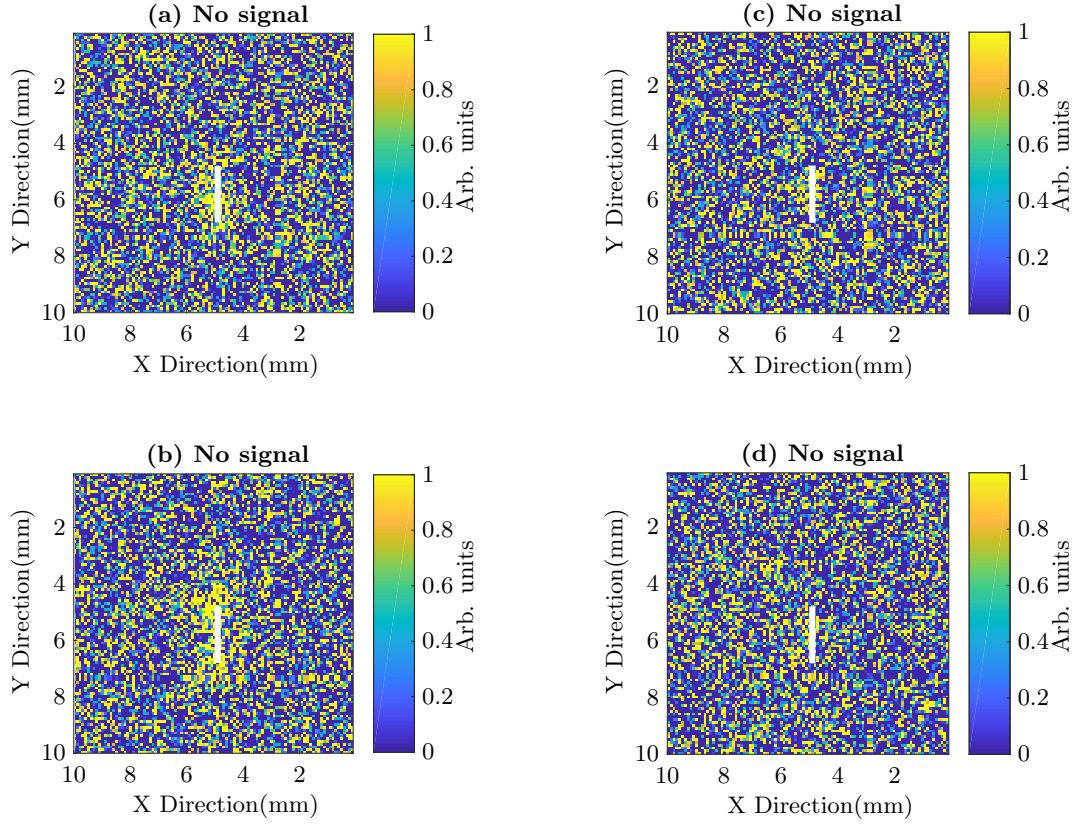 (a) No signal
Y Direction(mm)
2
4
6
8
10
10 8 6 4 2
X Direction(mm)
1
0.8
0.6
0.4
0.2
0
Arb. units
(c) No signal
Y Direction(mm)
2
4
6
8
10
10 8 6 4 2
X Direction(mm)
1
0.8
0.6
0.4
0.2
0
Arb. units
(b) No signal
Y Direction(mm)
2
4
6
8
10
10 8 6 4 2
X Direction(mm)
1
0.8
0.6
0.4
0.2
0
Arb. units
(d) No signal
Y Direction(mm)
2
4
6
8
10
10 8 6 4 2
X Direction(mm)
1
0.8
0.6
0.4
0.2
0
Arb. units